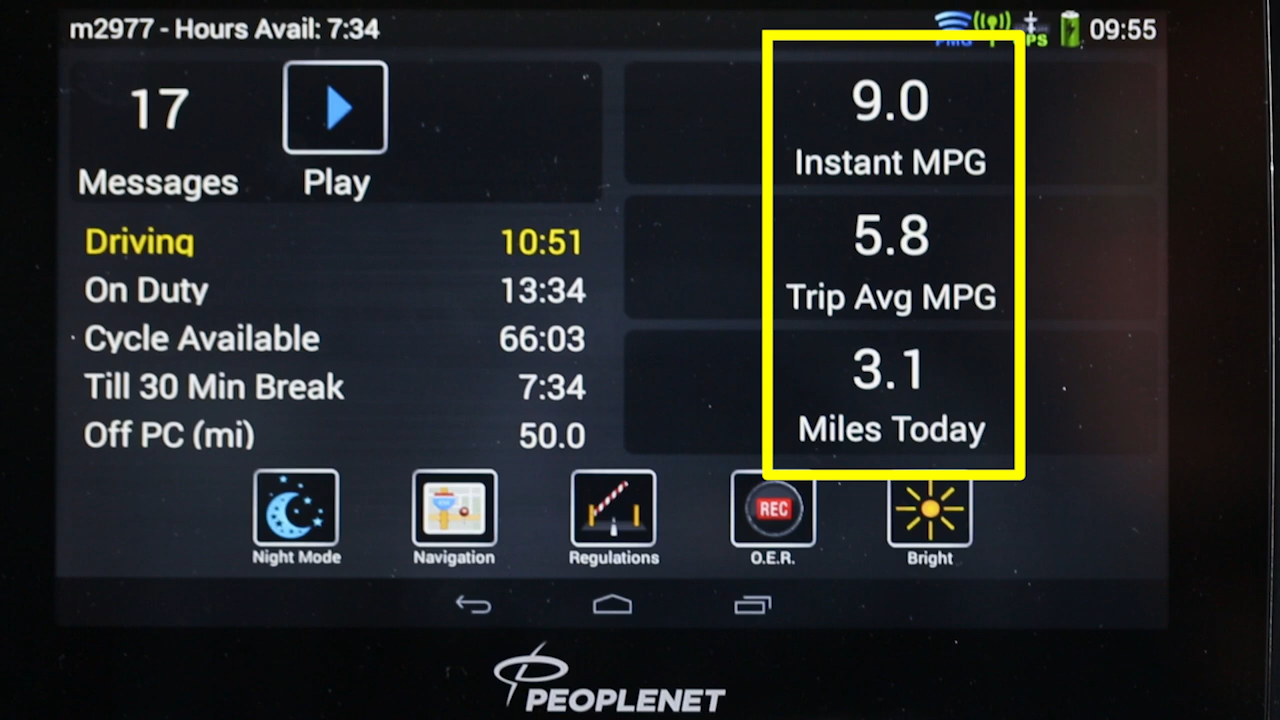 m2977 - Hours Avail: 7:34
PMG GPS 09:55
17
Messages
Play
Driving 10:51
On Duty 13:34
Cycle Available 66:03
Till 30 Min Break 7:34
Off PC (mi) 50.0
9.0
Instant MPG
5.8
Trip Avg MPG
3.1
Miles Today
REC
Night Mode Navigation Regulations O.E.R. Bright
PEOPLENET